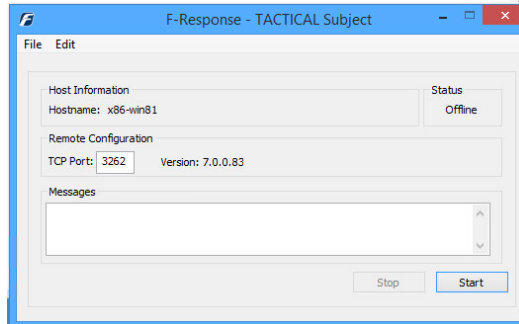 F-Response - TACTICAL Subject
File Edit
Host Information
Hostname: x86-win81
Status
Offline
Remote Configuration
TCP Port: 3262 Version: 7.0.0.83
Messages
Stop Start